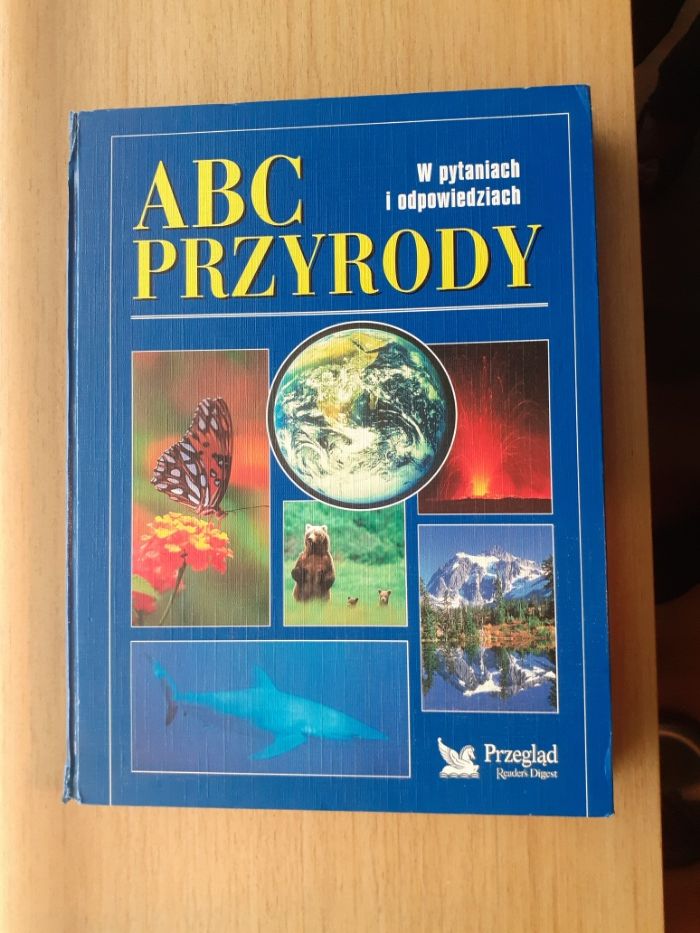 ABC
PRZYRODY
W pytaniach
i odpowiedziach
Przegląd
Reader's Digest